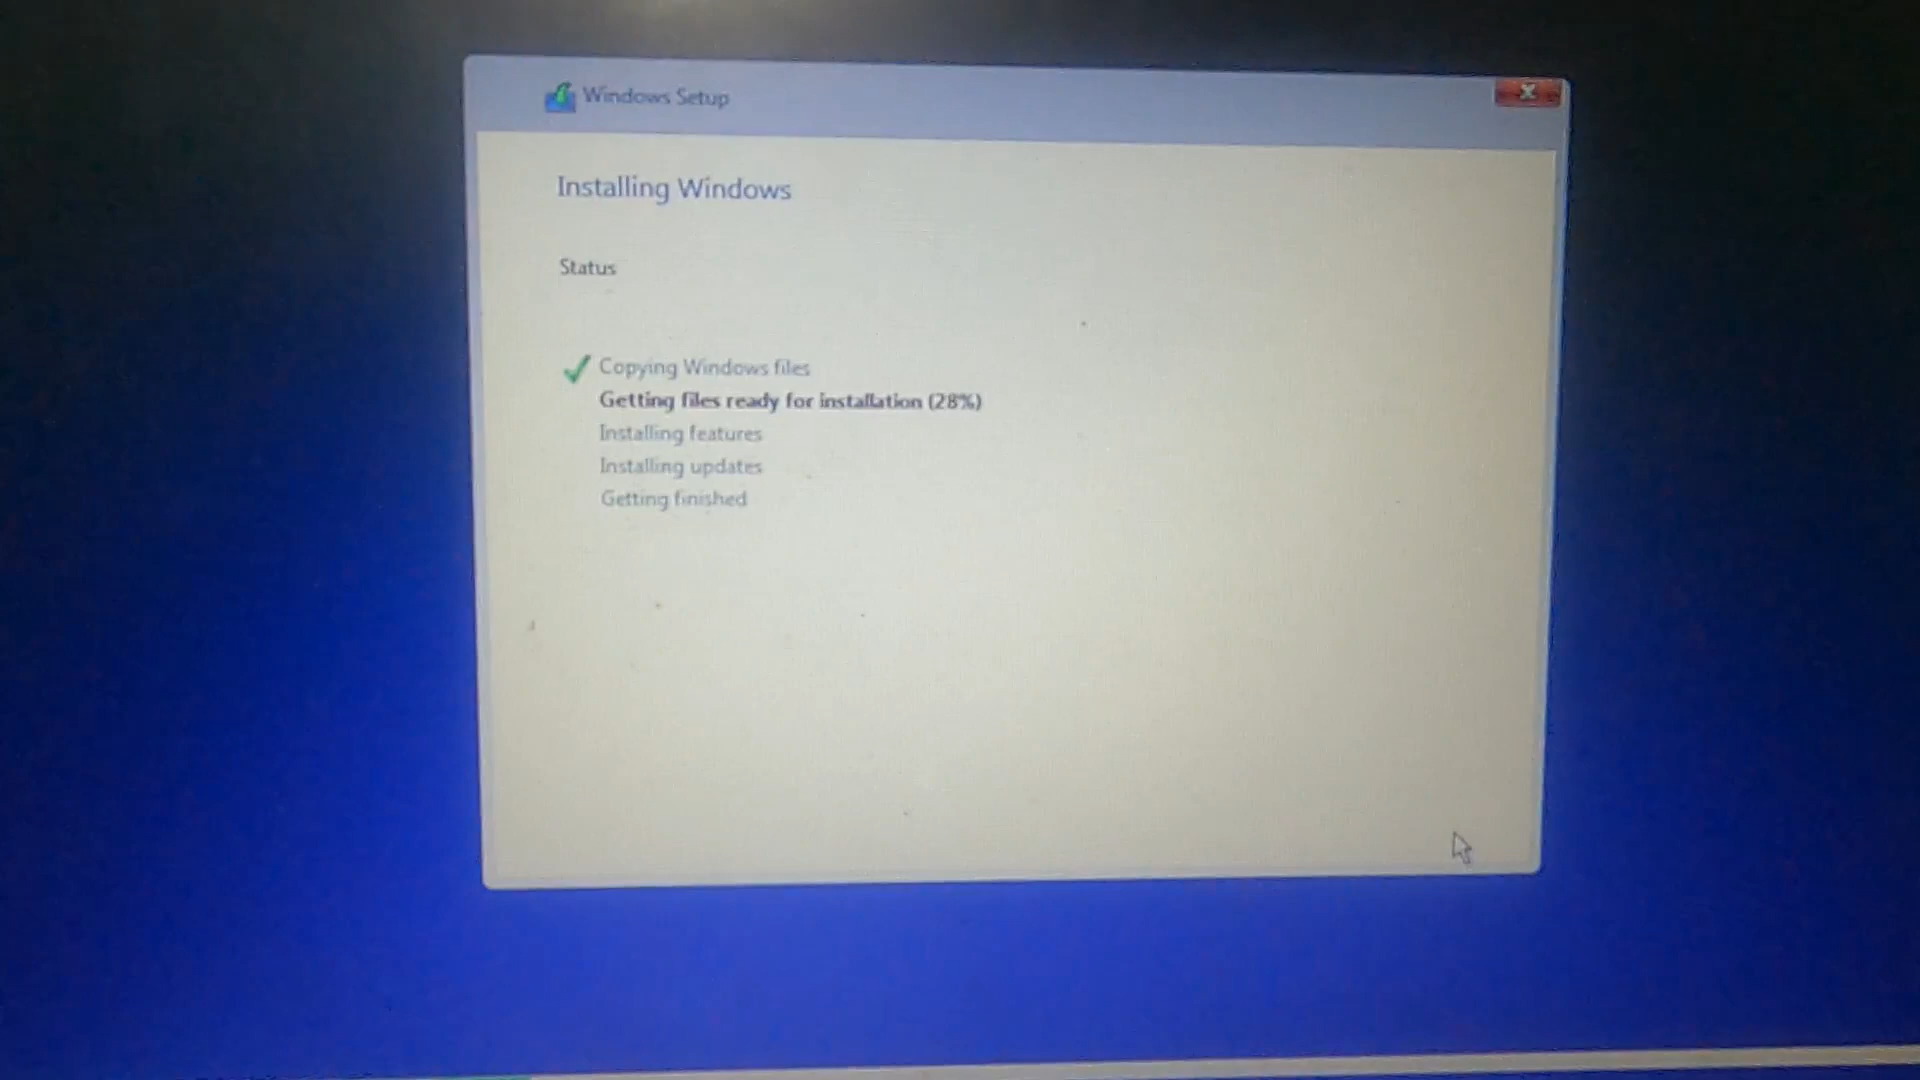 Windows Setup
Installing Windows
Status
Copying Windows files
Getting files ready for installation (28%)
Installing features
Installing updates
Getting finished